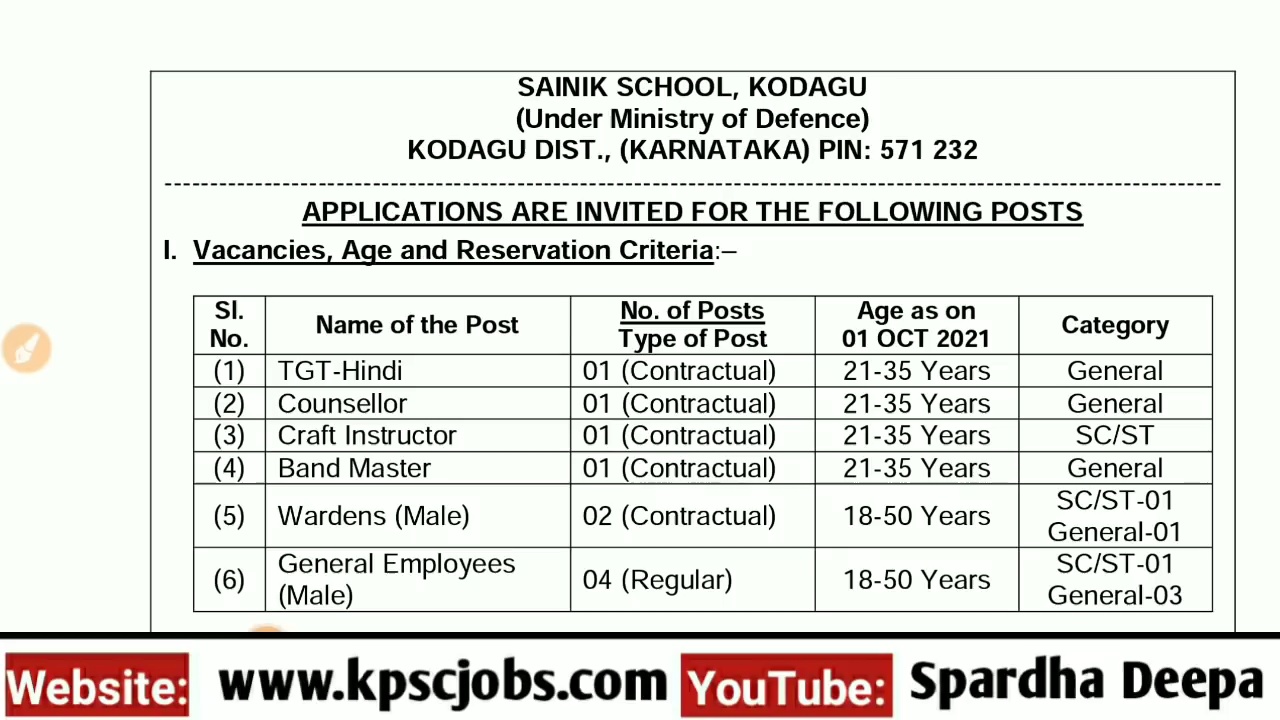 SAINIK SCHOOL, KODAGU
(Under Ministry of Defence)
KODAGU DIST., (KARNATAKA) PIN: 571 232
---------------------------------------------------------------------------------------------------------------------
APPLICATIONS ARE INVITED FOR THE FOLLOWING POSTS
I. Vacancies, Age and Reservation Criteria:–
Sl. No. Name of the Post No. of Posts Type of Post Age as on 01 OCT 2021 Category
(1) TGT-Hindi 01 (Contractual) 21-35 Years General
(2) Counsellor 01 (Contractual) 21-35 Years General
(3) Craft Instructor 01 (Contractual) 21-35 Years SC/ST
(4) Band Master 01 (Contractual) 21-35 Years General
(5) Wardens (Male) 02 (Contractual) 18-50 Years SC/ST-01 General-01
(6) General Employees (Male) 04 (Regular) 18-50 Years SC/ST-01 General-03
Website: www.kpscjobs.com YouTube: Spardha Deepa